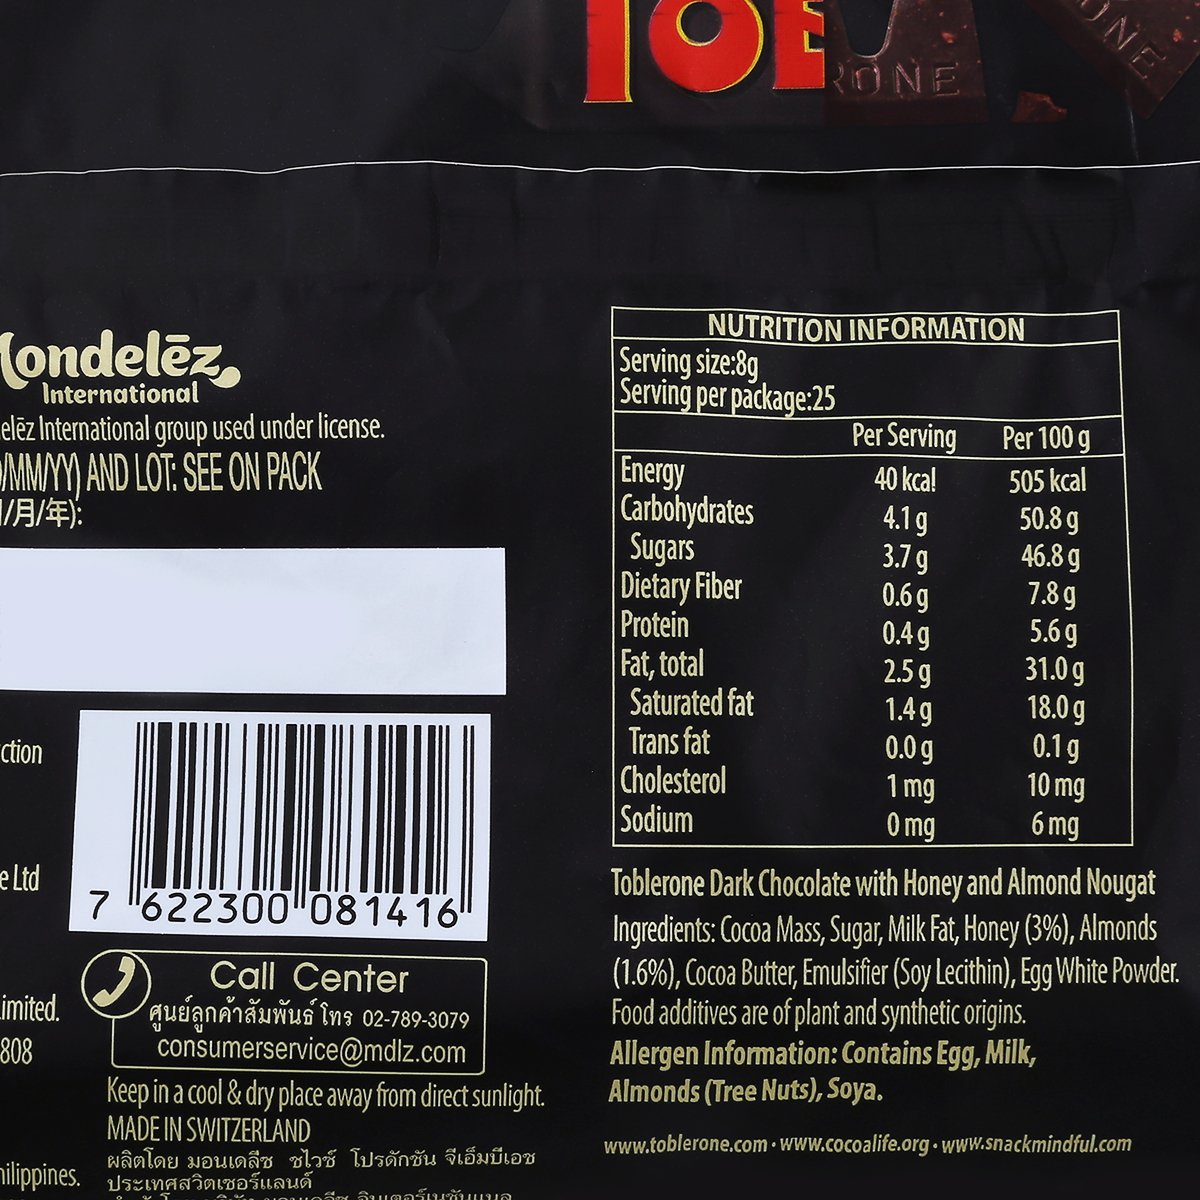 TOB
RONE
ONE
Mondelēz
International
elēz International group used under license.
/MM/YY) AND LOT: SEE ON PACK
/月/年):
ction
e Ltd
Limited.
808
hilippines.
7 622300 081416
Call Center
ศูนย์ลูกค้าสัมพันธ์ โทร 02-789-3079
consumerservice@mdlz.com
Keep in a cool & dry place away from direct sunlight.
MADE IN SWITZERLAND
ผลิตโดย มอนเดลีซ ชไวซ์ โปรดักชัน จีเอ็มบีเอช
ประเทศสวิตเซอร์แลนด์
NUTRITION INFORMATION
Serving size:8g
Serving per package:25
Per Serving Per 100 g
Energy 40 kcal 505 kcal
Carbohydrates 4.1 g 50.8 g
Sugars 3.7 g 46.8 g
Dietary Fiber 0.6 g 7.8 g
Protein 0.4 g 5.6 g
Fat, total 2.5 g 31.0 g
Saturated fat 1.4 g 18.0 g
Trans fat 0.0 g 0.1 g
Cholesterol 1 mg 10 mg
Sodium 0 mg 6 mg
Toblerone Dark Chocolate with Honey and Almond Nougat
Ingredients: Cocoa Mass, Sugar, Milk Fat, Honey (3%), Almonds
(1.6%), Cocoa Butter, Emulsifier (Soy Lecithin), Egg White Powder.
Food additives are of plant and synthetic origins.
Allergen Information: Contains Egg, Milk,
Almonds (Tree Nuts), Soya.
www.toblerone.com • www.cocoalife.org • www.snackmindful.com